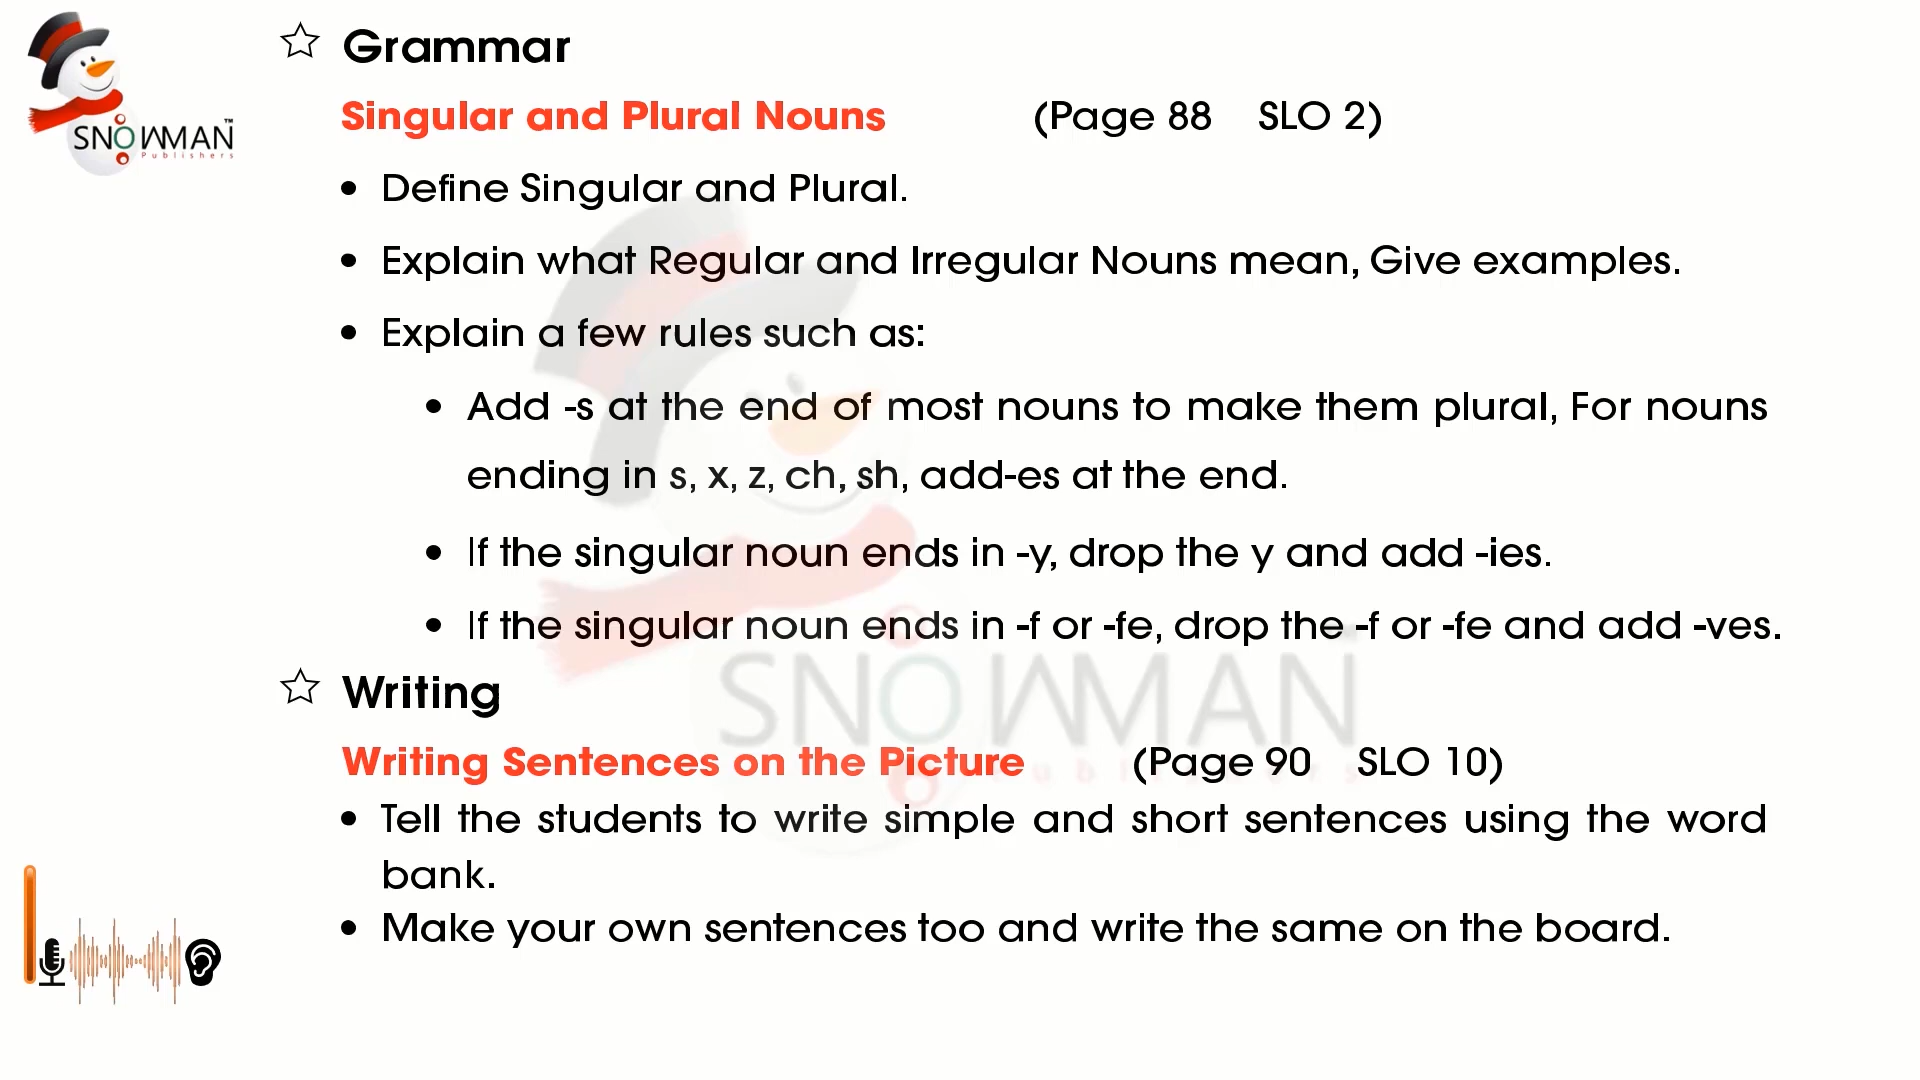 SNOWMAN™
Publishers
Grammar
Singular and Plural Nouns (Page 88 SLO 2)
• Define Singular and Plural.
• Explain what Regular and Irregular Nouns mean, Give examples.
• Explain a few rules such as:
• Add -s at the end of most nouns to make them plural, For nouns
ending in s, x, z, ch, sh, add-es at the end.
• If the singular noun ends in -y, drop the y and add -ies.
• If the singular noun ends in -f or -fe, drop the -f or -fe and add -ves.
SNOWMAN
Publishers
Writing
Writing Sentences on the Picture (Page 90 SLO 10)
• Tell the students to write simple and short sentences using the word
bank.
• Make your own sentences too and write the same on the board.